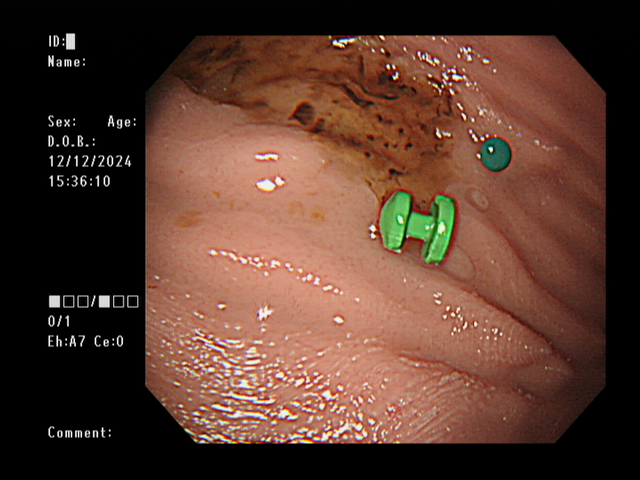 ID:
Name:
Sex: Age:
D.O.B.:
12/12/2024
15:36:10
■□□/■□□
0/1
Eh:A7 Ce:0
Comment: